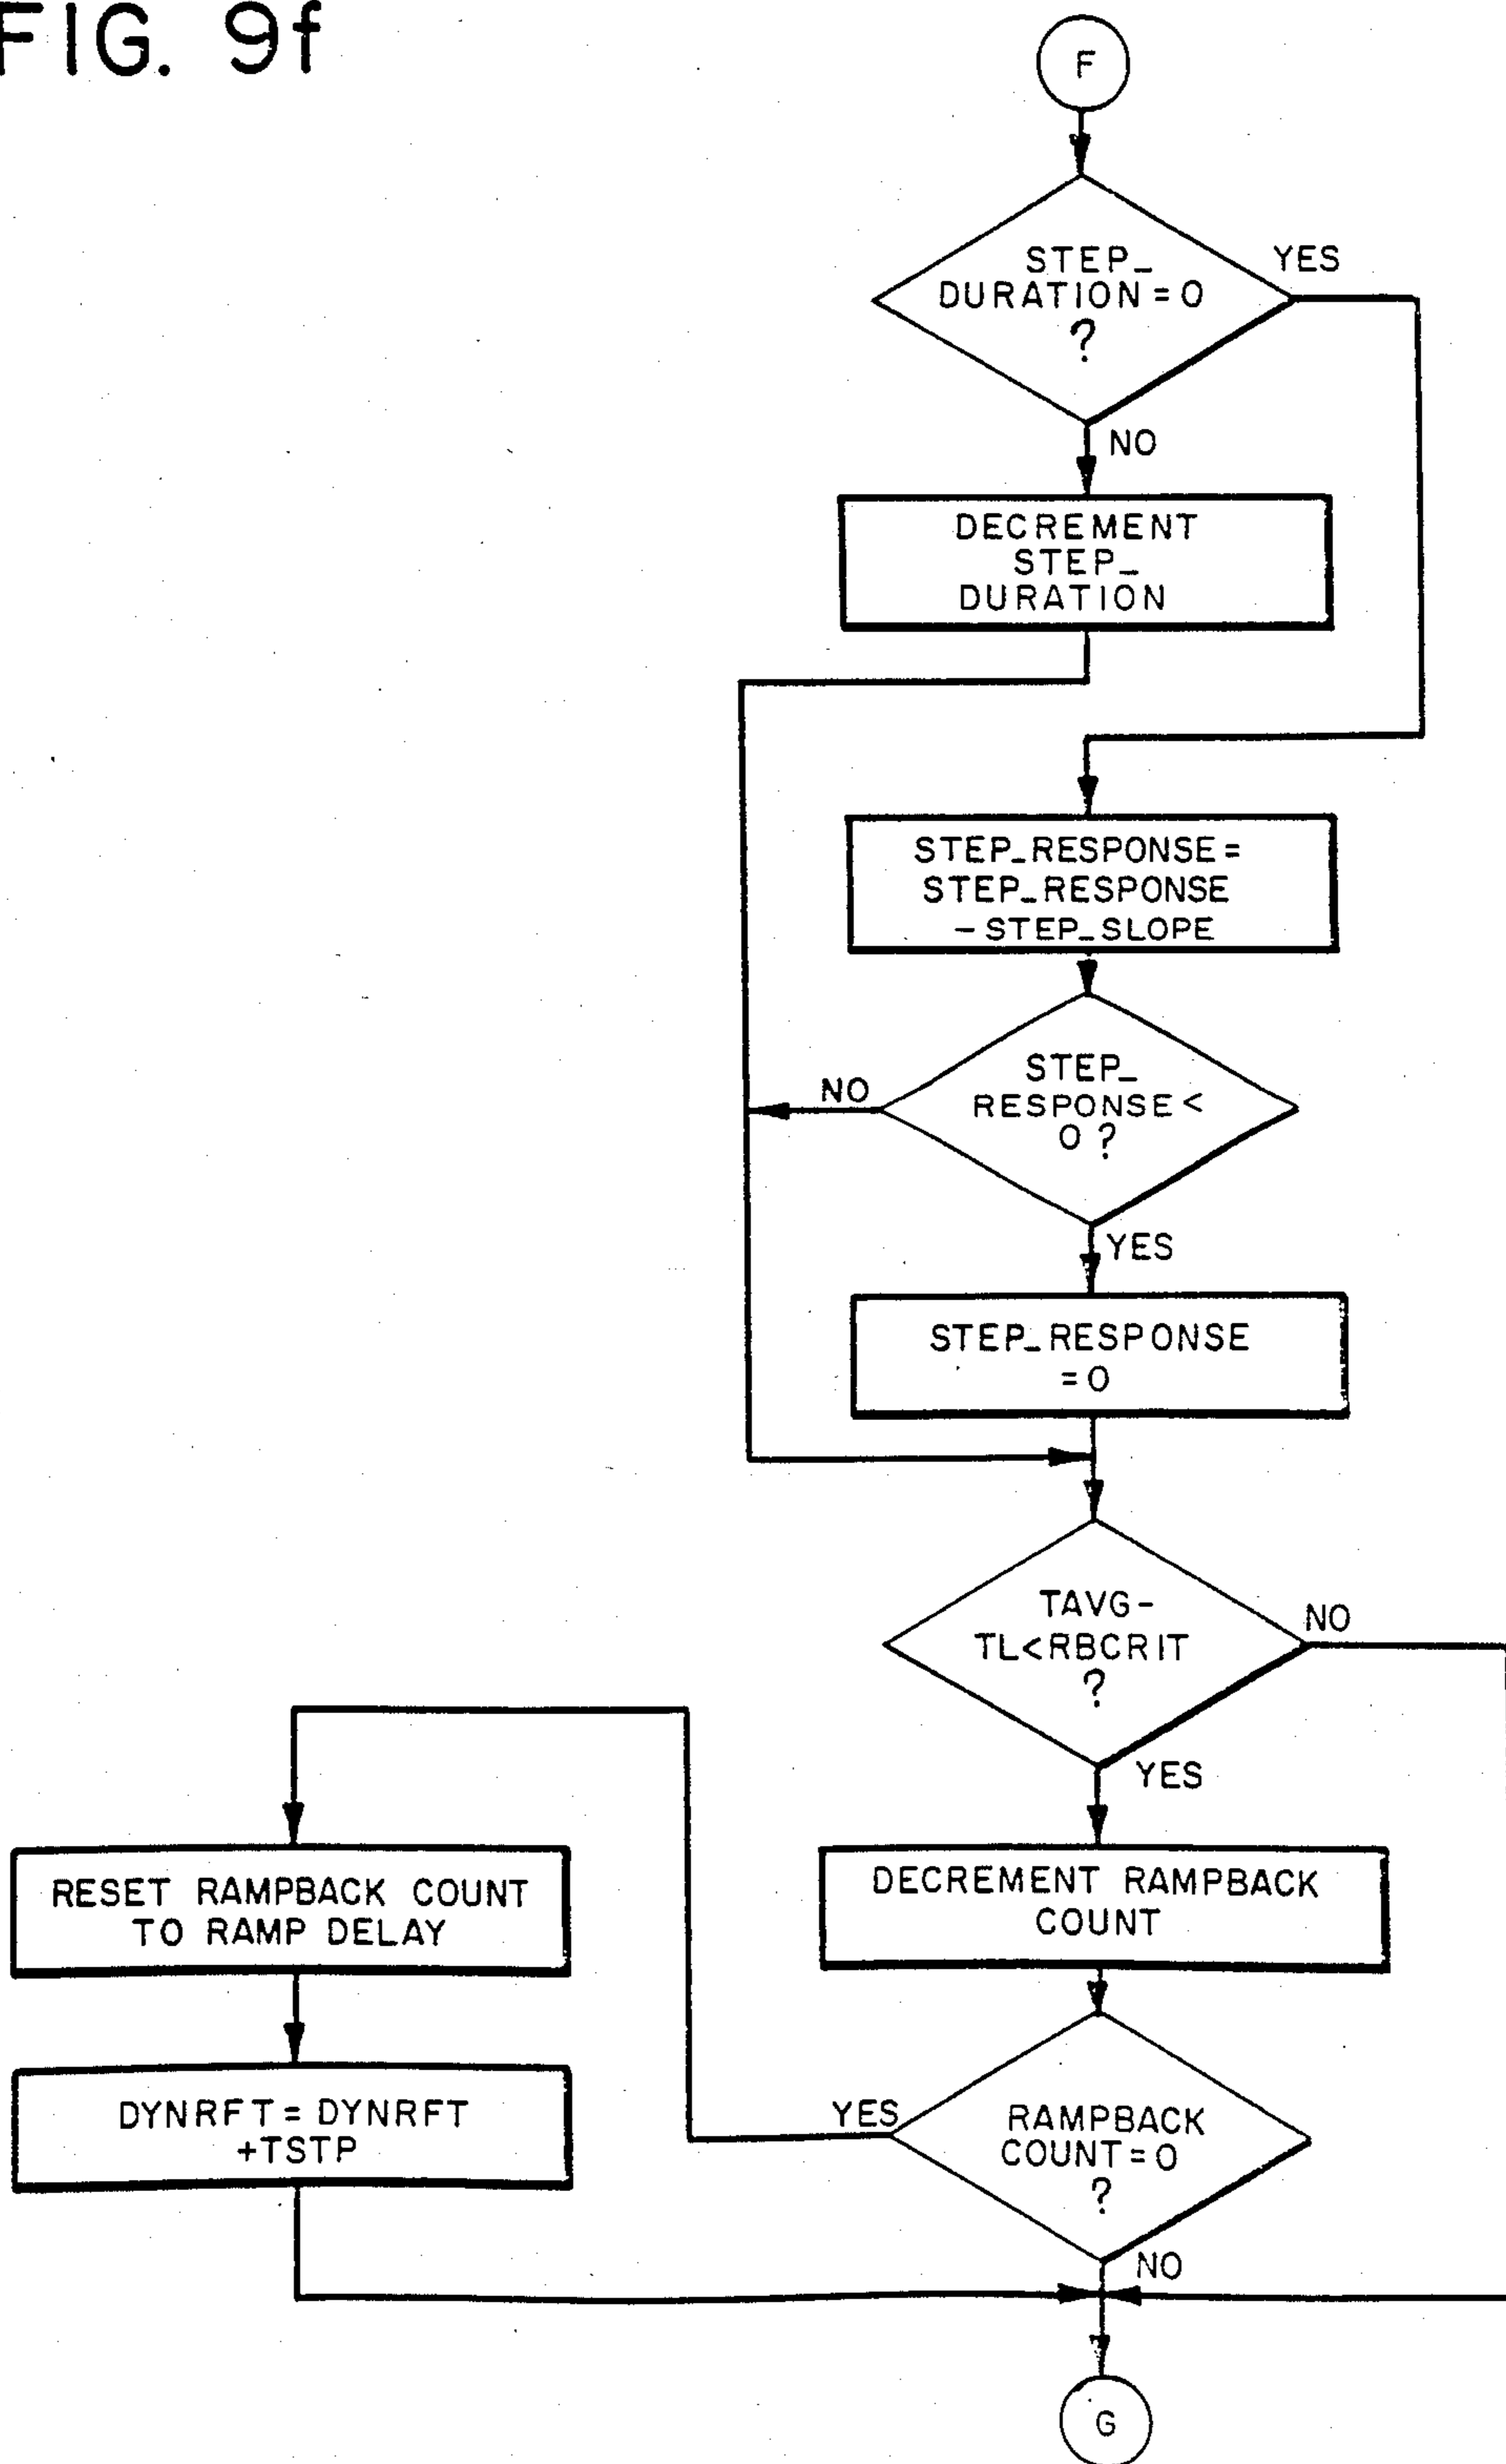 FIG. 9f
F
STEP_
DURATION = 0
?
YES
NO
DECREMENT
STEP_
DURATION
STEP_RESPONSE =
STEP_RESPONSE
- STEP_SLOPE
STEP_
RESPONSE <
0 ?
NO
YES
STEP_RESPONSE
= 0
TAVG-
TL<RBCRIT
?
NO
YES
DECREMENT RAMPBACK
COUNT
RESET RAMPBACK COUNT
TO RAMP DELAY
DYNRFT = DYNRFT
+TSTP
RAMPBACK
COUNT = 0
?
YES
NO
G